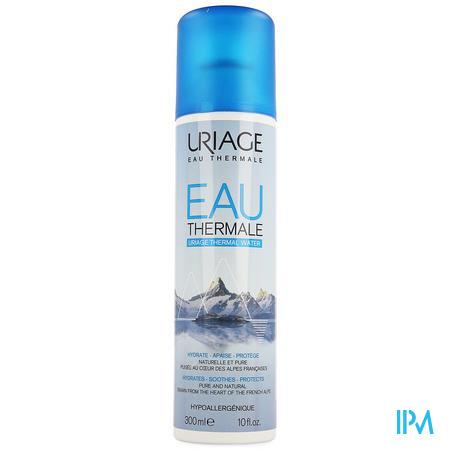 URIAGE
EAU THERMALE
EAU
THERMALE
URIAGE THERMAL WATER
HYDRATE - APAISE - PROTÈGE
NATURELLE ET PURE
PUISÉE AU CŒUR DES ALPES FRANÇAISES
HYDRATES - SOOTHES - PROTECTS
PURE AND NATURAL
DRAWN FROM THE HEART OF THE FRENCH ALPS
HYPOALLERGÉNIQUE
300ml e 10 fl.oz.
IPM